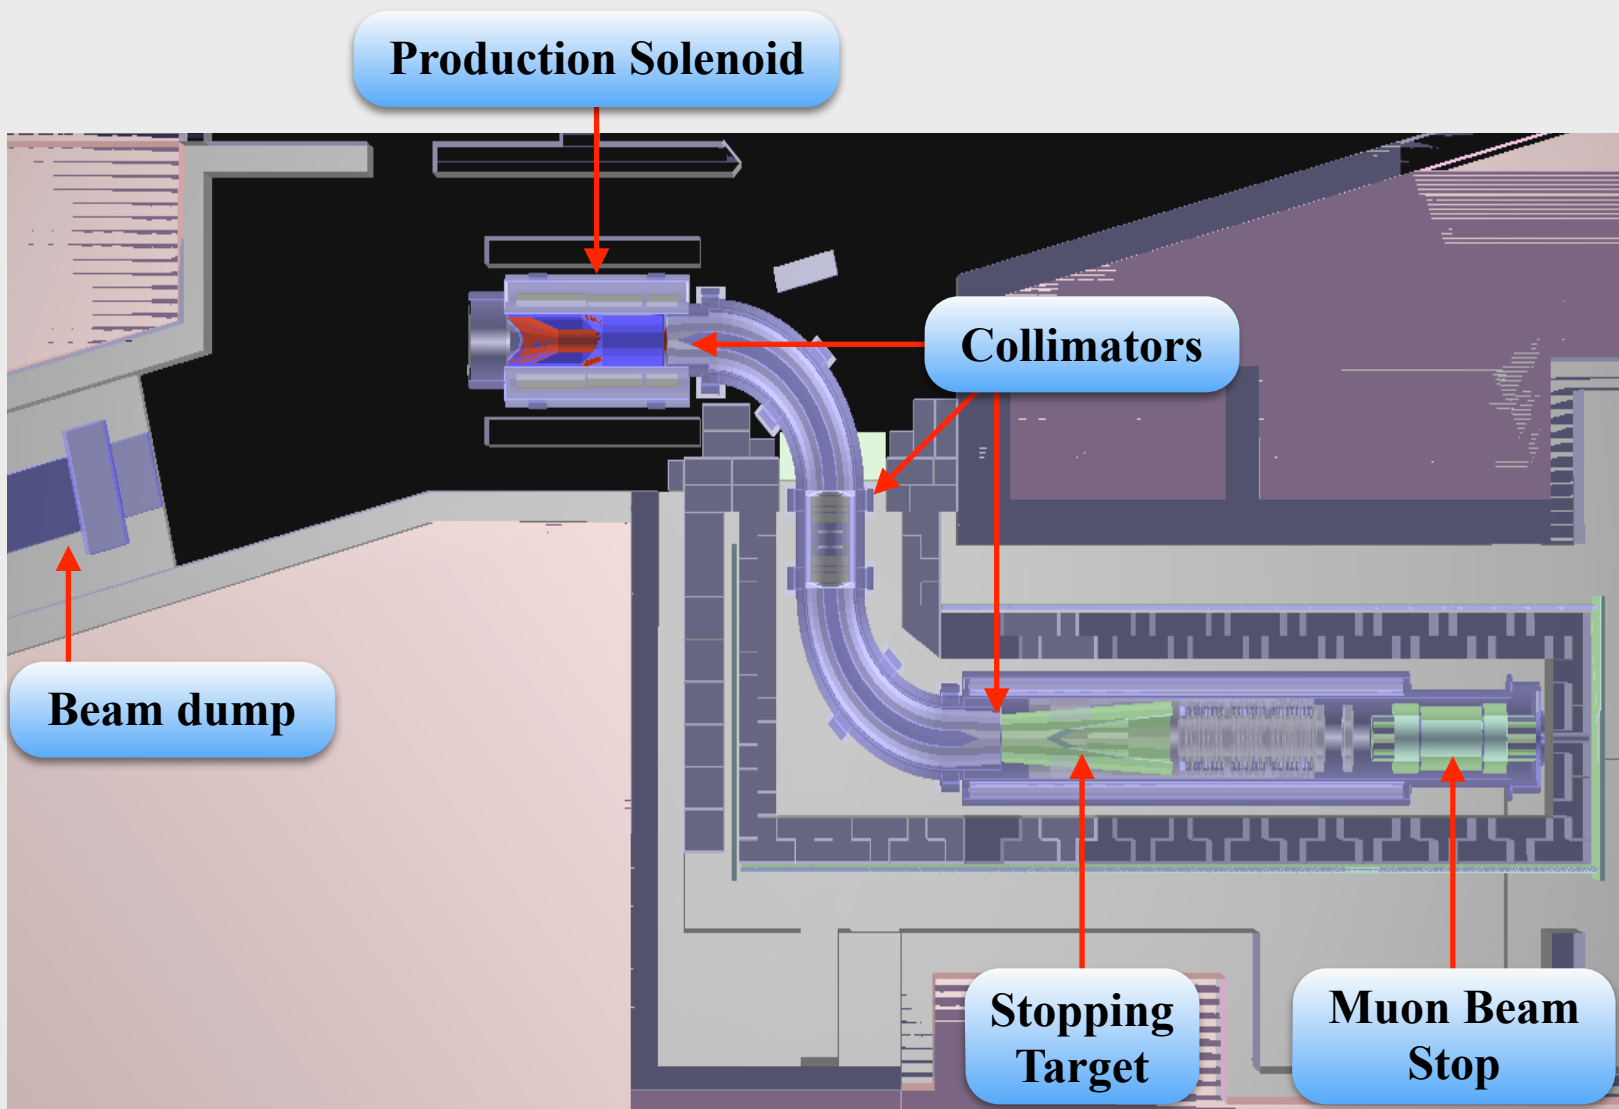 Production Solenoid
Collimators
Beam dump
Stopping
Target
Muon Beam
Stop